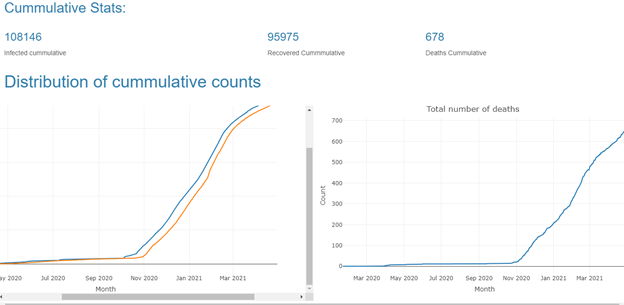 Cummulative Stats:
108146 95975 678
Infected cummulative Recovered Cummmulative Deaths Cumulative
Distribution of cummulative counts
Total number of deaths
700
600
500
400
300
200
100
0
Count
ay 2020 Jul 2020 Sep 2020 Nov 2020 Jan 2021 Mar 2021
Month
Mar 2020 May 2020 Jul 2020 Sep 2020 Nov 2020 Jan 2021 Mar 2021
Month